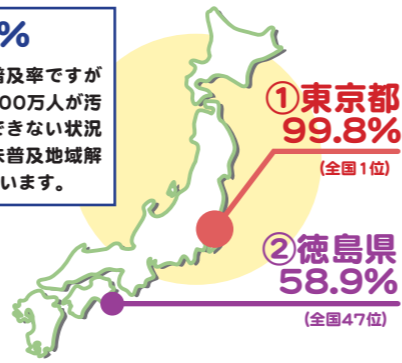 %
普及率ですが
00万人が汚
できない状況
未普及地域解
います。
①東京都
99.8%
(全国1位)
②徳島県
58.9%
(全国47位)